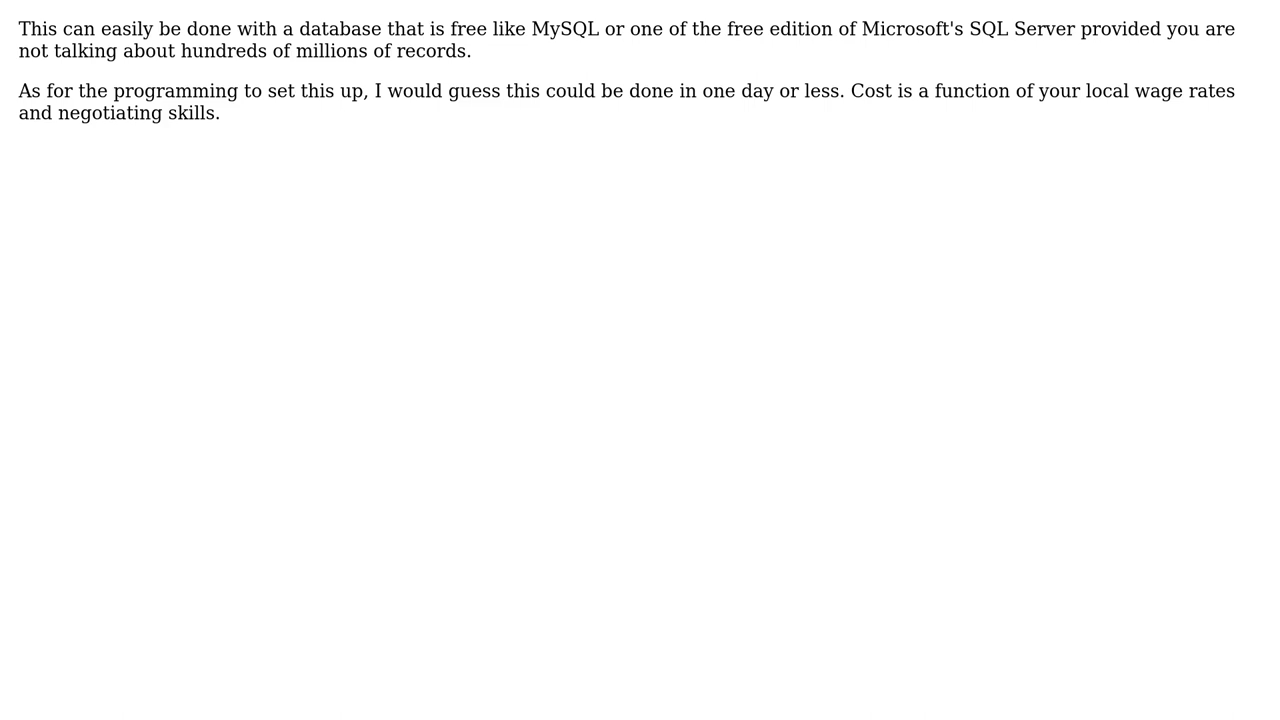 This can easily be done with a database that is free like MySQL or one of the free edition of Microsoft's SQL Server provided you are
not talking about hundreds of millions of records.
As for the programming to set this up, I would guess this could be done in one day or less. Cost is a function of your local wage rates
and negotiating skills.